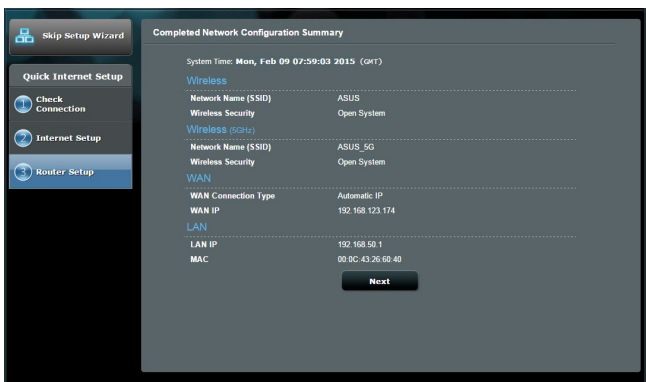 Skip Setup Wizard
Quick Internet Setup
1 Check Connection
2 Internet Setup
3 Router Setup
Completed Network Configuration Summary
System Time: Mon, Feb 09 07:59:03 2015 (GMT)
Wireless
Network Name (SSID) ASUS
Wireless Security Open System
Wireless (5GHz)
Network Name (SSID) ASUS_5G
Wireless Security Open System
WAN
WAN Connection Type Automatic IP
WAN IP 192.168.123.174
LAN
LAN IP 192.168.50.1
MAC 00:0C:43:26:60:40
Next